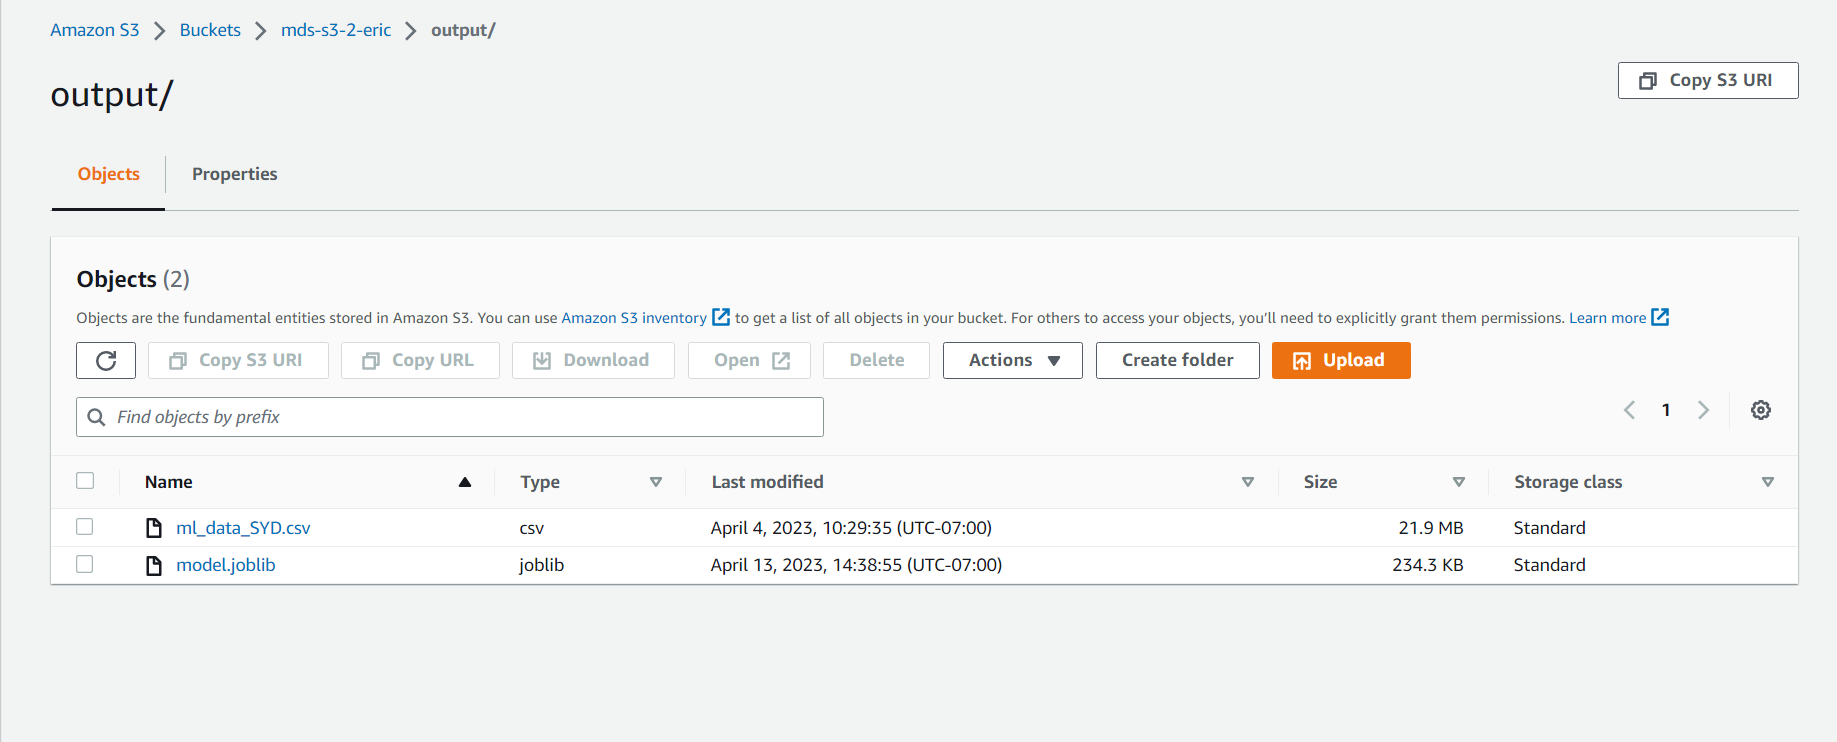 Amazon S3 > Buckets > mds-s3-2-eric > output/
output/
Copy S3 URI
Objects
Properties
Objects (2)
Objects are the fundamental entities stored in Amazon S3. You can use Amazon S3 inventory to get a list of all objects in your bucket. For others to access your objects, you’ll need to explicitly grant them permissions. Learn more
Copy S3 URI Copy URL Download Open Delete Actions Create folder Upload
Find objects by prefix
1
Name Type Last modified Size Storage class
ml_data_SYD.csv csv April 4, 2023, 10:29:35 (UTC-07:00) 21.9 MB Standard
model.joblib joblib April 13, 2023, 14:38:55 (UTC-07:00) 234.3 KB Standard